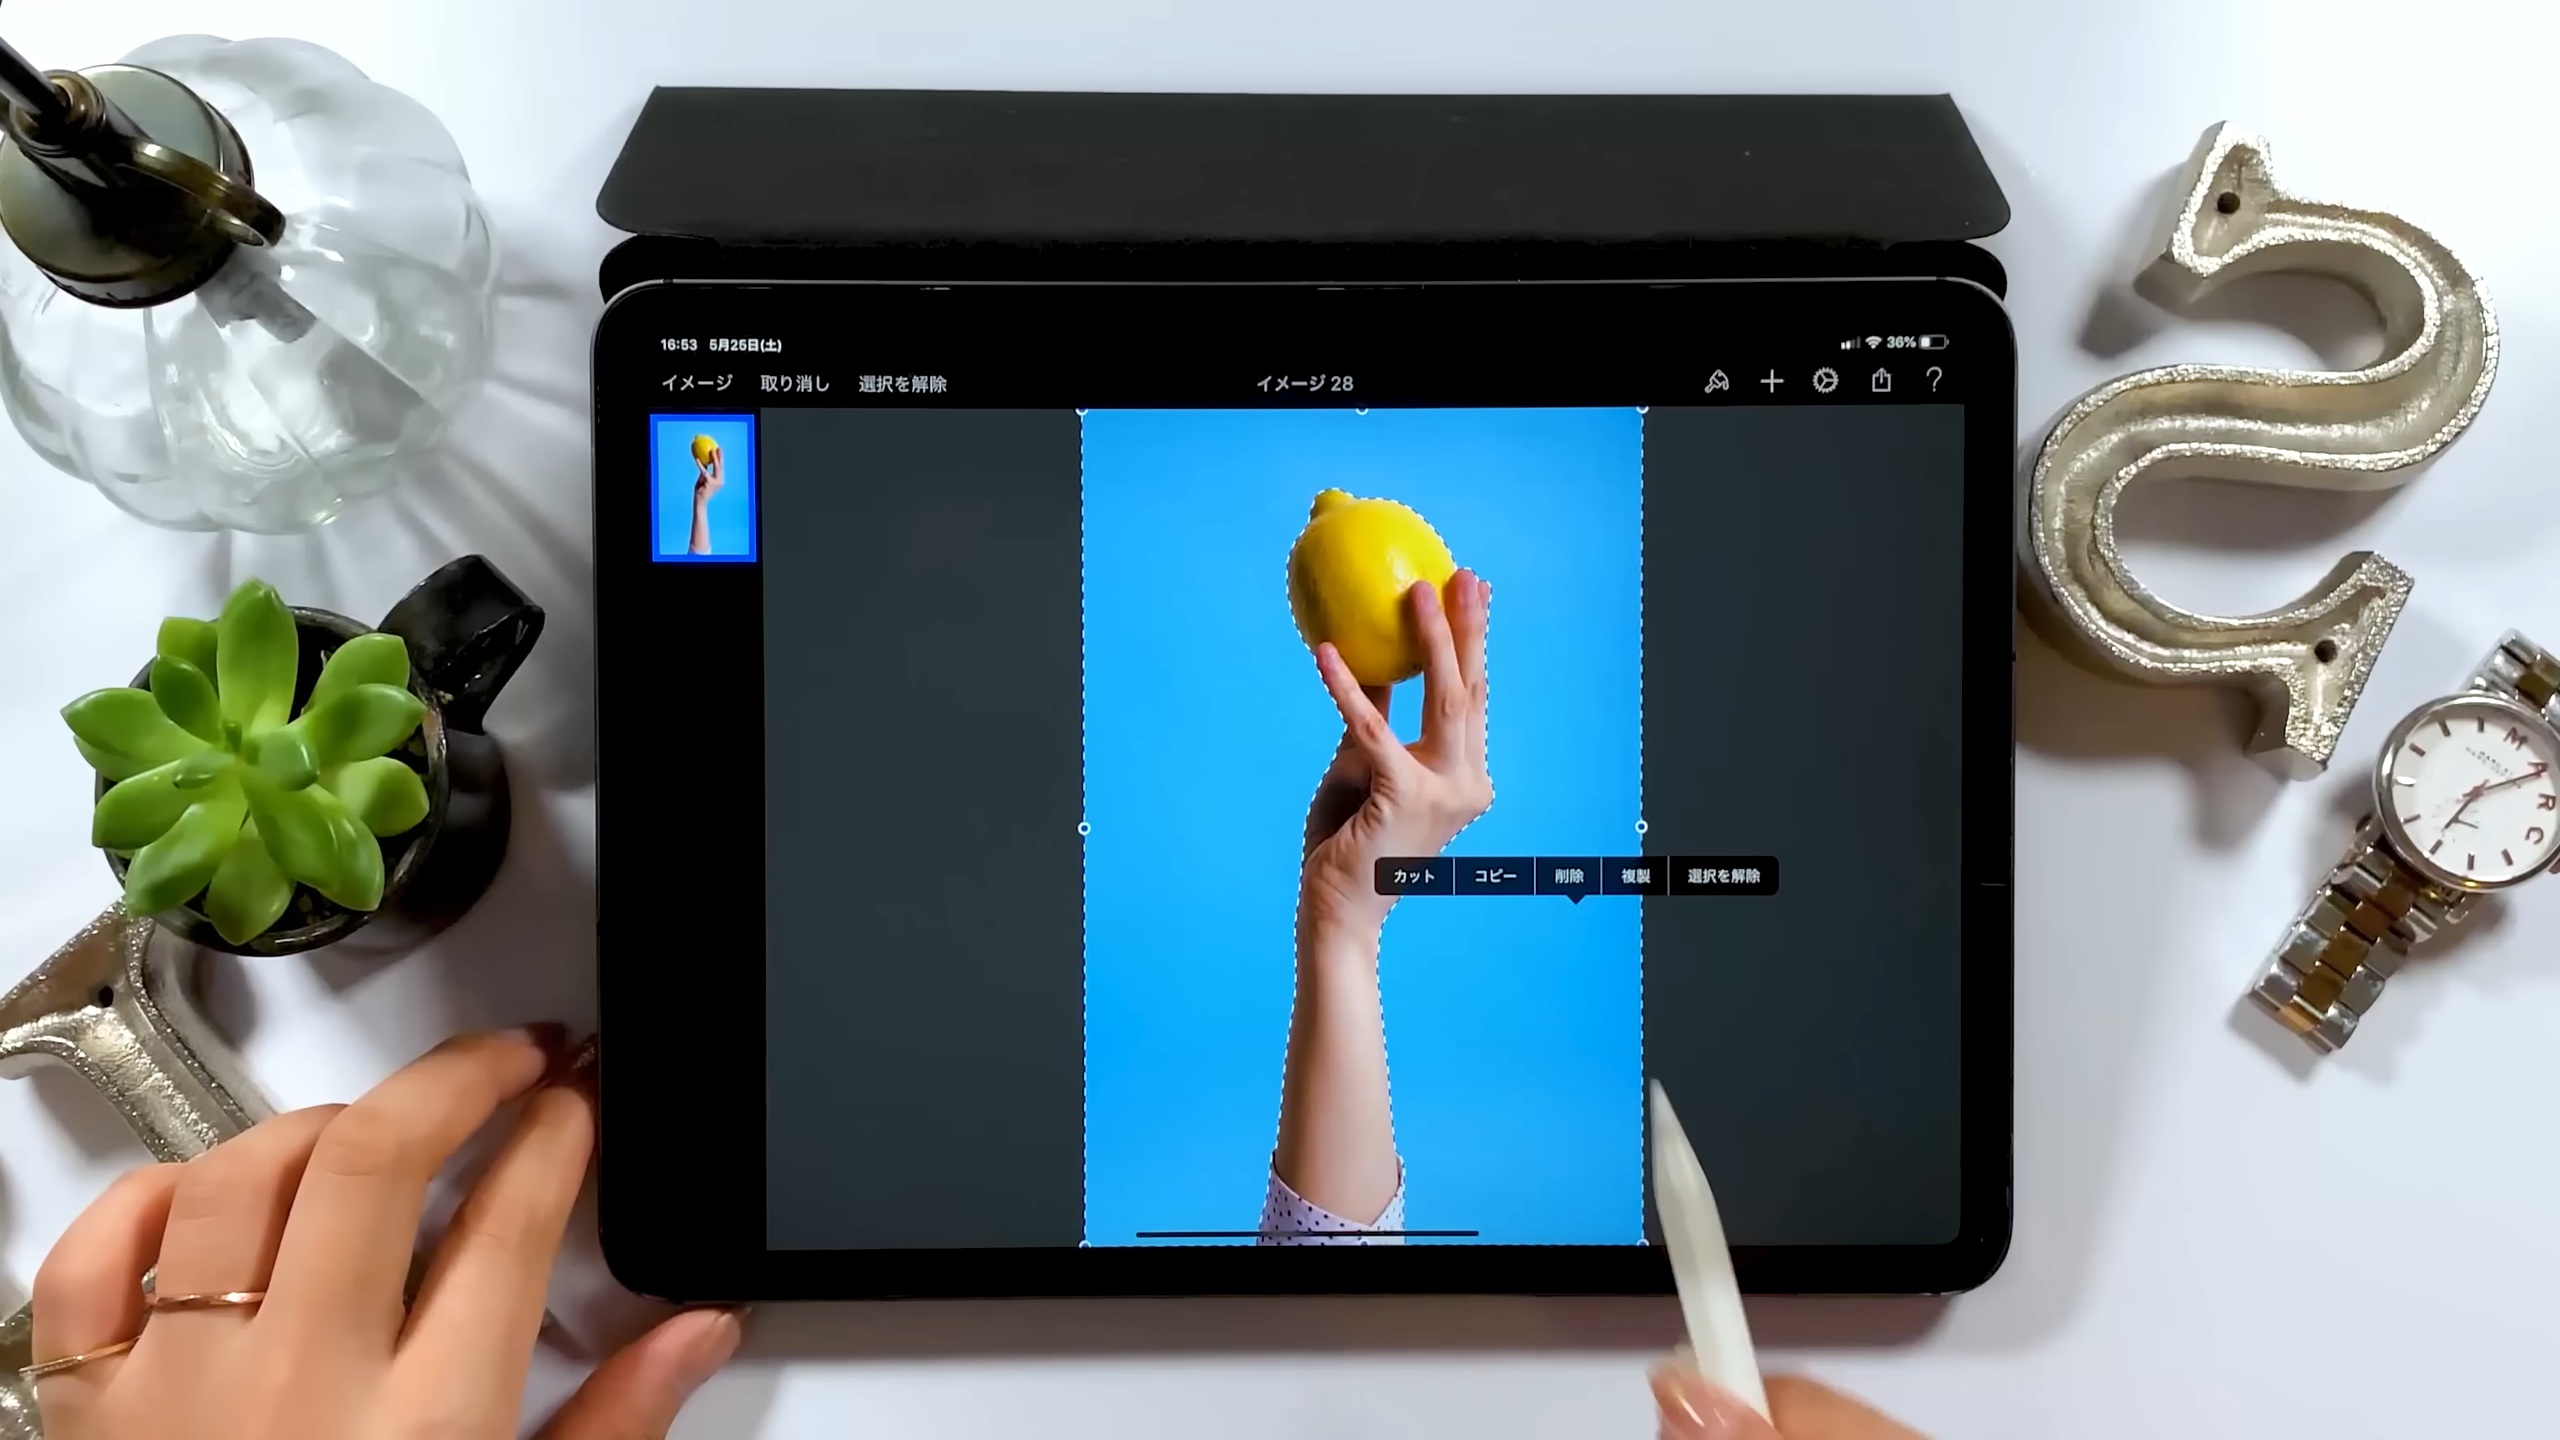 16:53 5月25日(土)
36%
イメージ 取り消し 選択を解除
イメージ 28
?
カット コピー 削除 複製 選択を解除
S
MARC